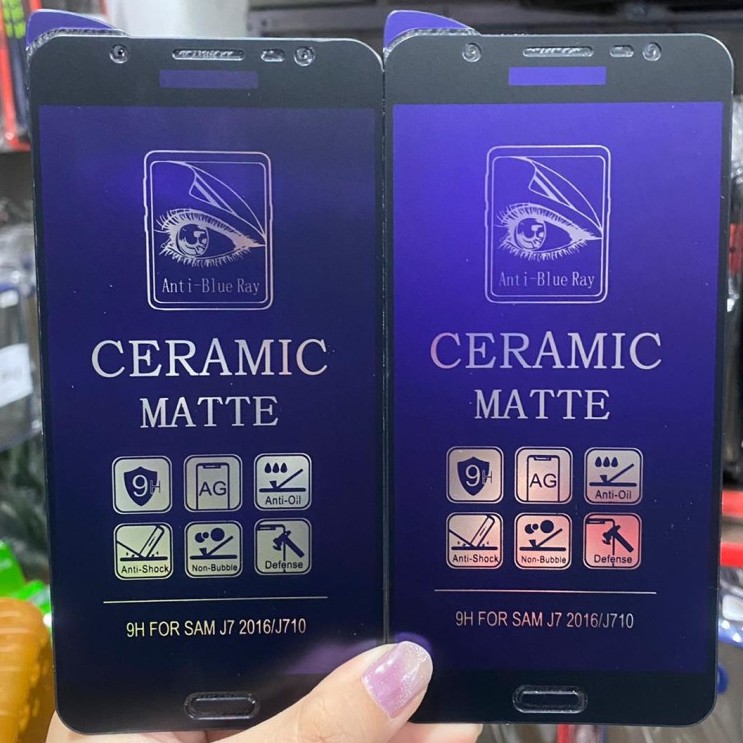 Anti-Blue Ray
CERAMIC
MATTE
9H
AG
Anti-Oil
Anti-Shock
Non-Bubble
Defense
9H FOR SAM J7 2016/J710
Anti-Blue Ray
CERAMIC
MATTE
9H
AG
Anti-Oil
Anti-Shock
Non-Bubble
Defense
9H FOR SAM J7 2016/J710